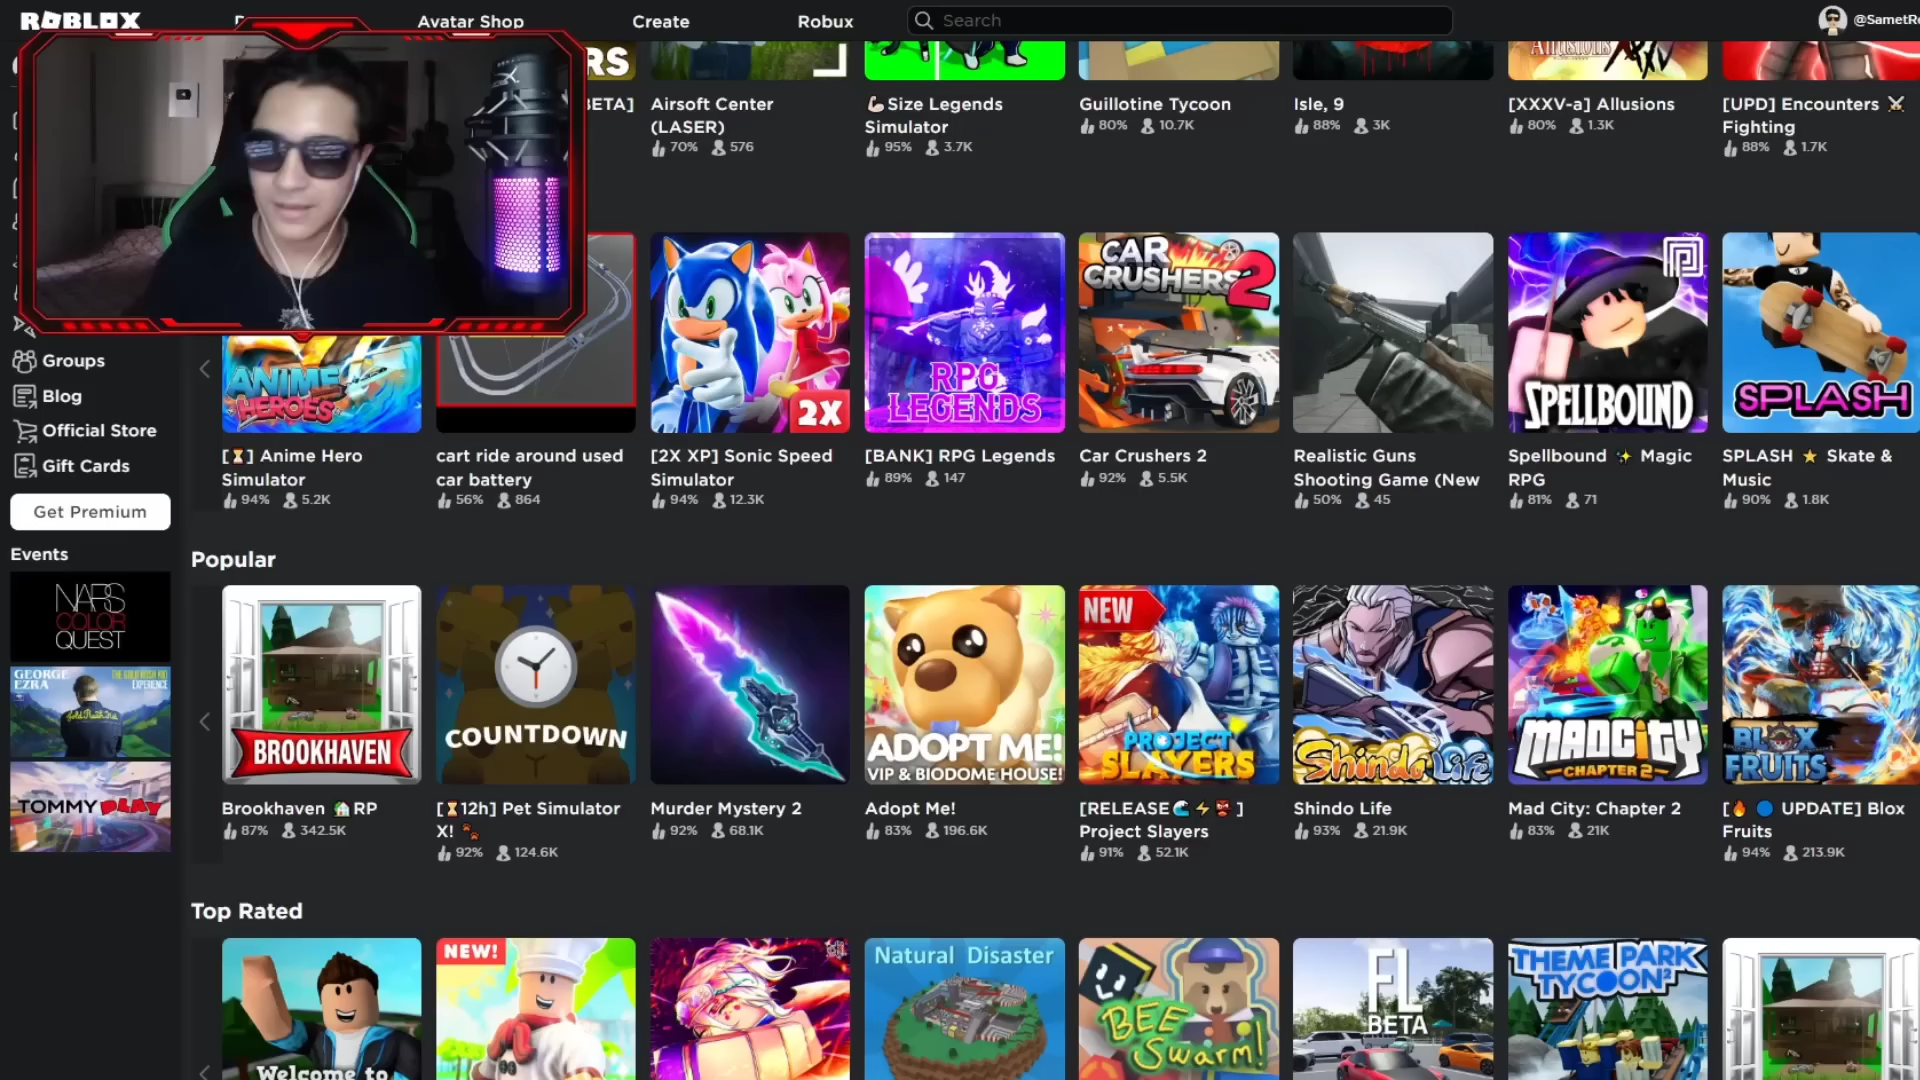 ROBLOX
Avatar Shop
Create
Robux
Search
RS
BETA]
Airsoft Center
(LASER)
70% 576
💪Size Legends
Simulator
95% 3.7K
Guillotine Tycoon
80% 10.7K
Isle, 9
88% 3K
[XXXV-a] Allusions
80% 1.3K
[UPD] Encounters ⚔
Fighting
88% 1.7K
Groups
Blog
Official Store
Gift Cards
Get Premium
ANIME
HEROES
2X
RPG
LEGENDS
CAR
CRUSHERS 2
SPELLBOUND
SPLASH
[⏳] Anime Hero
Simulator
94% 5.2K
cart ride around used
car battery
56% 864
[2X XP] Sonic Speed
Simulator
94% 12.3K
[BANK] RPG Legends
89% 147
Car Crushers 2
92% 5.5K
Realistic Guns
Shooting Game (New
50% 45
Spellbound ✨ Magic
RPG
81% 71
SPLASH ⭐ Skate &
Music
90% 1.8K
Events
NARS
COLOR
QUEST
GEORGE
EZRA
TOMMY PLAY
Popular
BROOKHAVEN
COUNTDOWN
ADOPT ME!
VIP & BIODOME HOUSE!
NEW
PROJECT
SLAYERS
Shindo Life
MADCITY
CHAPTER 2
BLOX
FRUITS
Brookhaven 🏡RP
87% 342.5K
[⏳12h] Pet Simulator
X! 🐾
92% 124.6K
Murder Mystery 2
92% 68.1K
Adopt Me!
83% 196.6K
[RELEASE🌊⚡👹]
Project Slayers
91% 52.1K
Shindo Life
93% 21.9K
Mad City: Chapter 2
83% 21K
[🔥🔵 UPDATE] Blox
Fruits
94% 213.9K
Top Rated
Welcome to
NEW!
Natural Disaster
BEE
Swarm!
FL
BETA
THEME PARK
TYCOON 2